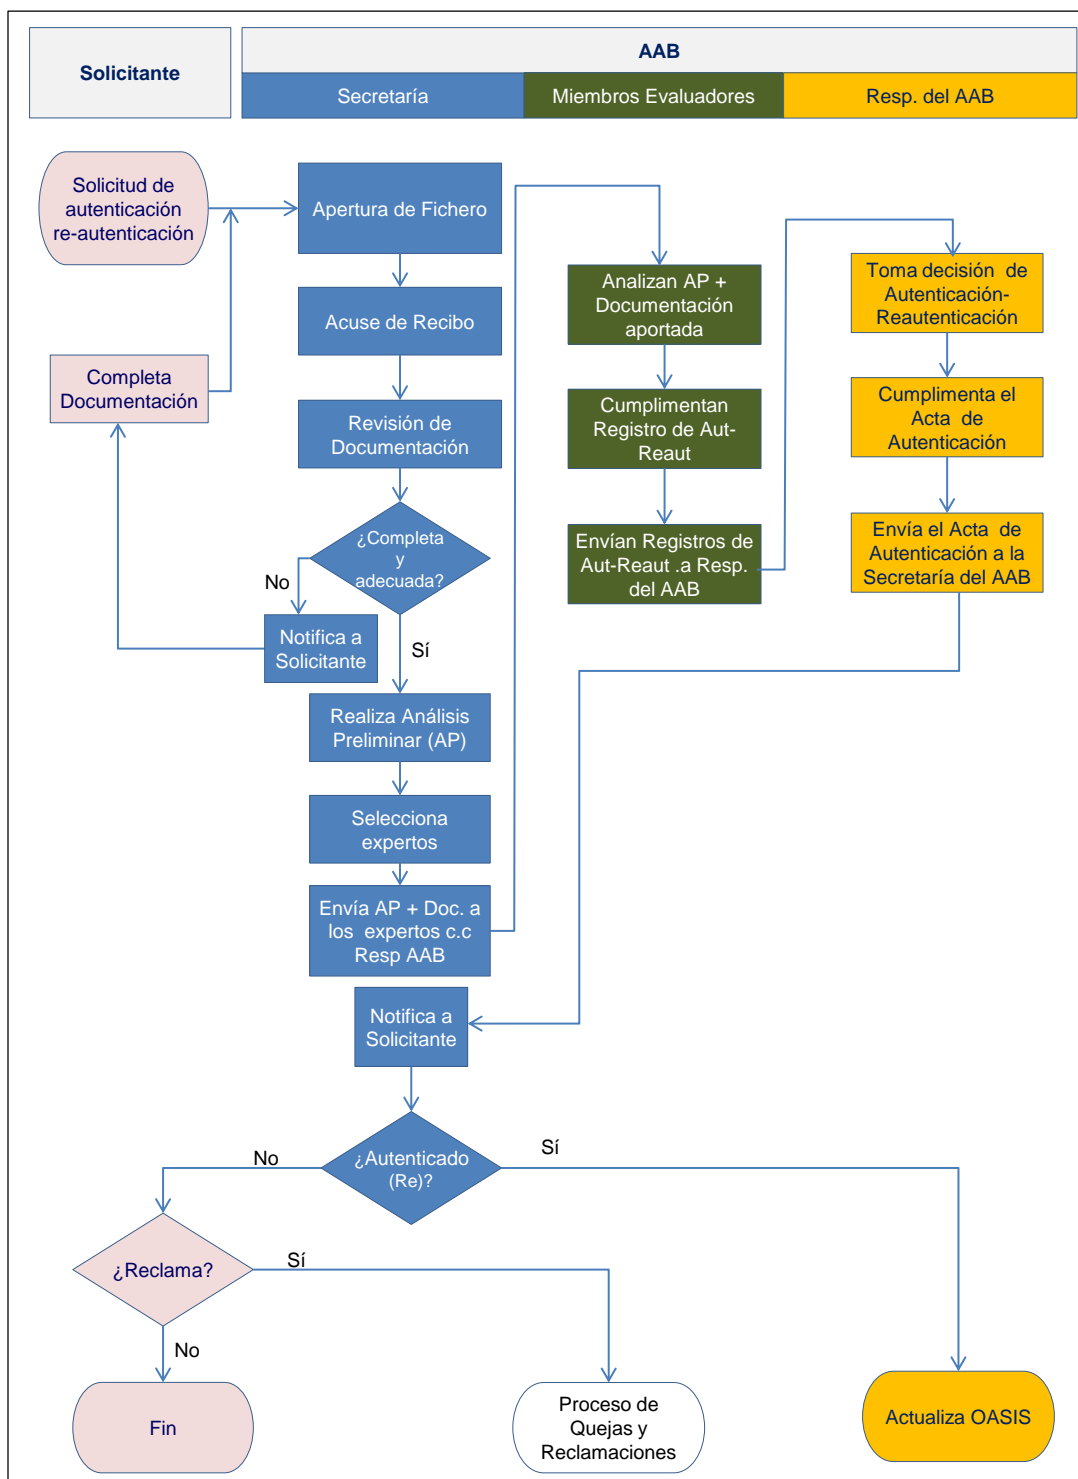 Solicitante
AAB
Secretaría
Miembros Evaluadores
Resp. del AAB
Solicitud de
autenticación
re-autenticación
Apertura de Fichero
Acuse de Recibo
Completa
Documentación
Revisión de
Documentación
¿Completa
y
adecuada?
No
Sí
Notifica a
Solicitante
Realiza Análisis
Preliminar (AP)
Selecciona
expertos
Envía AP + Doc. a
los expertos c.c
Resp AAB
Analizan AP +
Documentación
aportada
Cumplimentan
Registro de Aut-
Reaut
Envían Registros de
Aut-Reaut .a Resp.
del AAB
Toma decisión de
Autenticación-
Reautenticación
Cumplimenta el
Acta de
Autenticación
Envía el Acta de
Autenticación a la
Secretaría del AAB
Notifica a
Solicitante
¿Autenticado
(Re)?
No
Sí
¿Reclama?
Sí
No
Fin
Proceso de
Quejas y
Reclamaciones
Actualiza OASIS